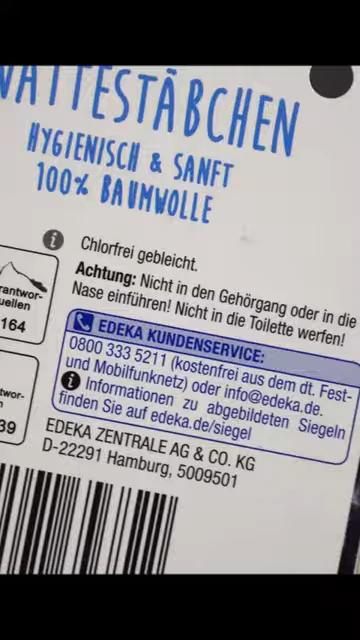 WATTESTÄBCHEN
HYGIENISCH & SANFT
100% BAUMWOLLE
Chlorfrei gebleicht.
Achtung: Nicht in den Gehörgang oder in die
Nase einführen! Nicht in die Toilette werfen!
164
EDEKA KUNDENSERVICE:
0800 333 5211 (kostenfrei aus dem dt. Fest-
und Mobilfunknetz) oder info@edeka.de.
Informationen zu abgebildeten Siegeln
finden Sie auf edeka.de/siegel
39
EDEKA ZENTRALE AG & CO. KG
D-22291 Hamburg, 5009501